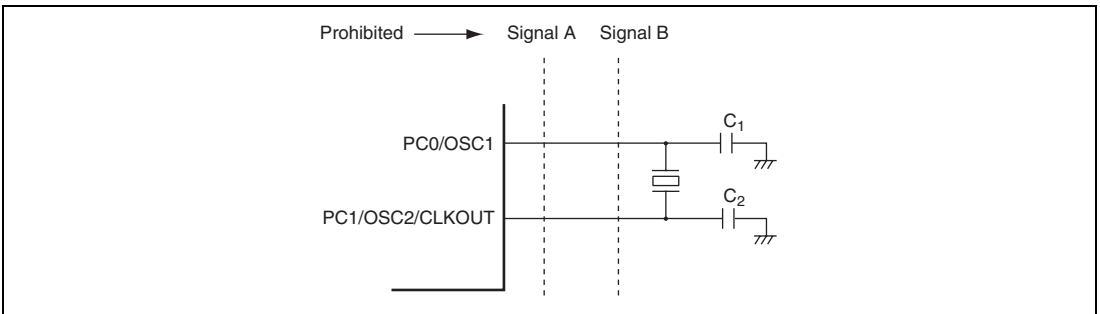 Prohibited Signal A Signal B
PC0/OSC1
C1
PC1/OSC2/CLKOUT
C2